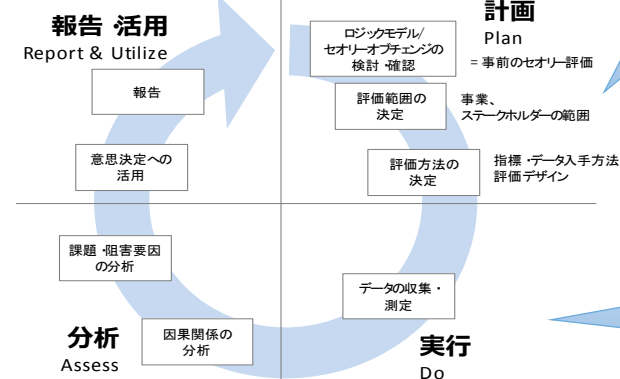 計画
Plan
ロジックモデル/
セオリーオブチェンジの
検討・確認
= 事前のセオリー評価
評価範囲の
決定
事業、
ステークホルダーの範囲
評価方法の
決定
指標・データ入手方法
評価デザイン
データの収集・
測定
実行
Do
因果関係の
分析
分析
Assess
課題・阻害要因
の分析
意思決定への
活用
報告
報告・活用
Report & Utilize